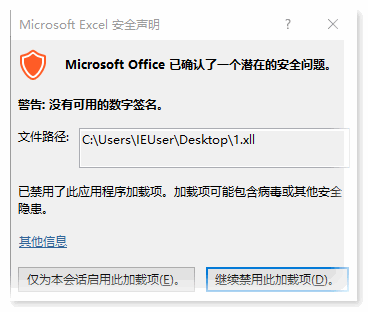 Microsoft Excel 安全声明
Microsoft Office 已确认了一个潜在的安全问题。
警告: 没有可用的数字签名。
文件路径: C:\Users\IEUser\Desktop\1.xll
已禁用了此应用程序加载项。加载项可能包含病毒或其他安全
隐患。
其他信息
仅为本会话启用此加载项(E)。 继续禁用此加载项(D)。